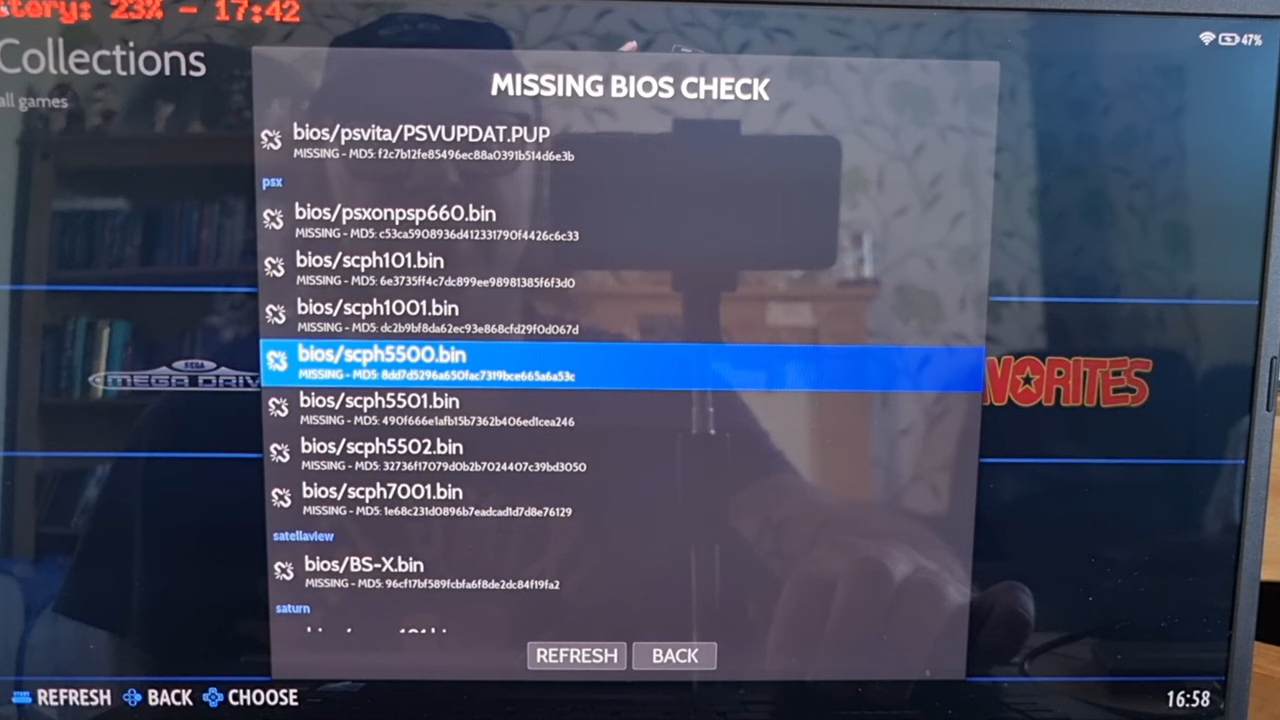 ttery: 23% - 17:42
47%
Collections
all games
MISSING BIOS CHECK
bios/psvita/PSVUPDAT.PUP
MISSING - MD5: f2c7b12fe85496ec88a0391b514d6e3b
psx
bios/psxonpsp660.bin
MISSING - MD5: c53ca5908936d412331790f4426c6c33
bios/scph101.bin
MISSING - MD5: 6e3735ff4c7dc899ee98981385f6f3d0
bios/scph1001.bin
MISSING - MD5: dc2b9bf8da62ec93e868cfd29f0d067d
bios/scph5500.bin
MISSING - MD5: 8dd7d5296a650fac7319bce665a6a53c
bios/scph5501.bin
MISSING - MD5: 490f666e1afb15b7362b406ed1cea246
bios/scph5502.bin
MISSING - MD5: 32736f17079d0b2b7024407c39bd3050
bios/scph7001.bin
MISSING - MD5: 1e68c231d0896b7eadcad1d7d8e76129
satellaview
bios/BS-X.bin
MISSING - MD5: 96cf17bf589fcbfa6f8de2dc84f19fa2
saturn
SEGA
MEGA DRIV
VORITES
REFRESH BACK
REFRESH BACK CHOOSE
16:58